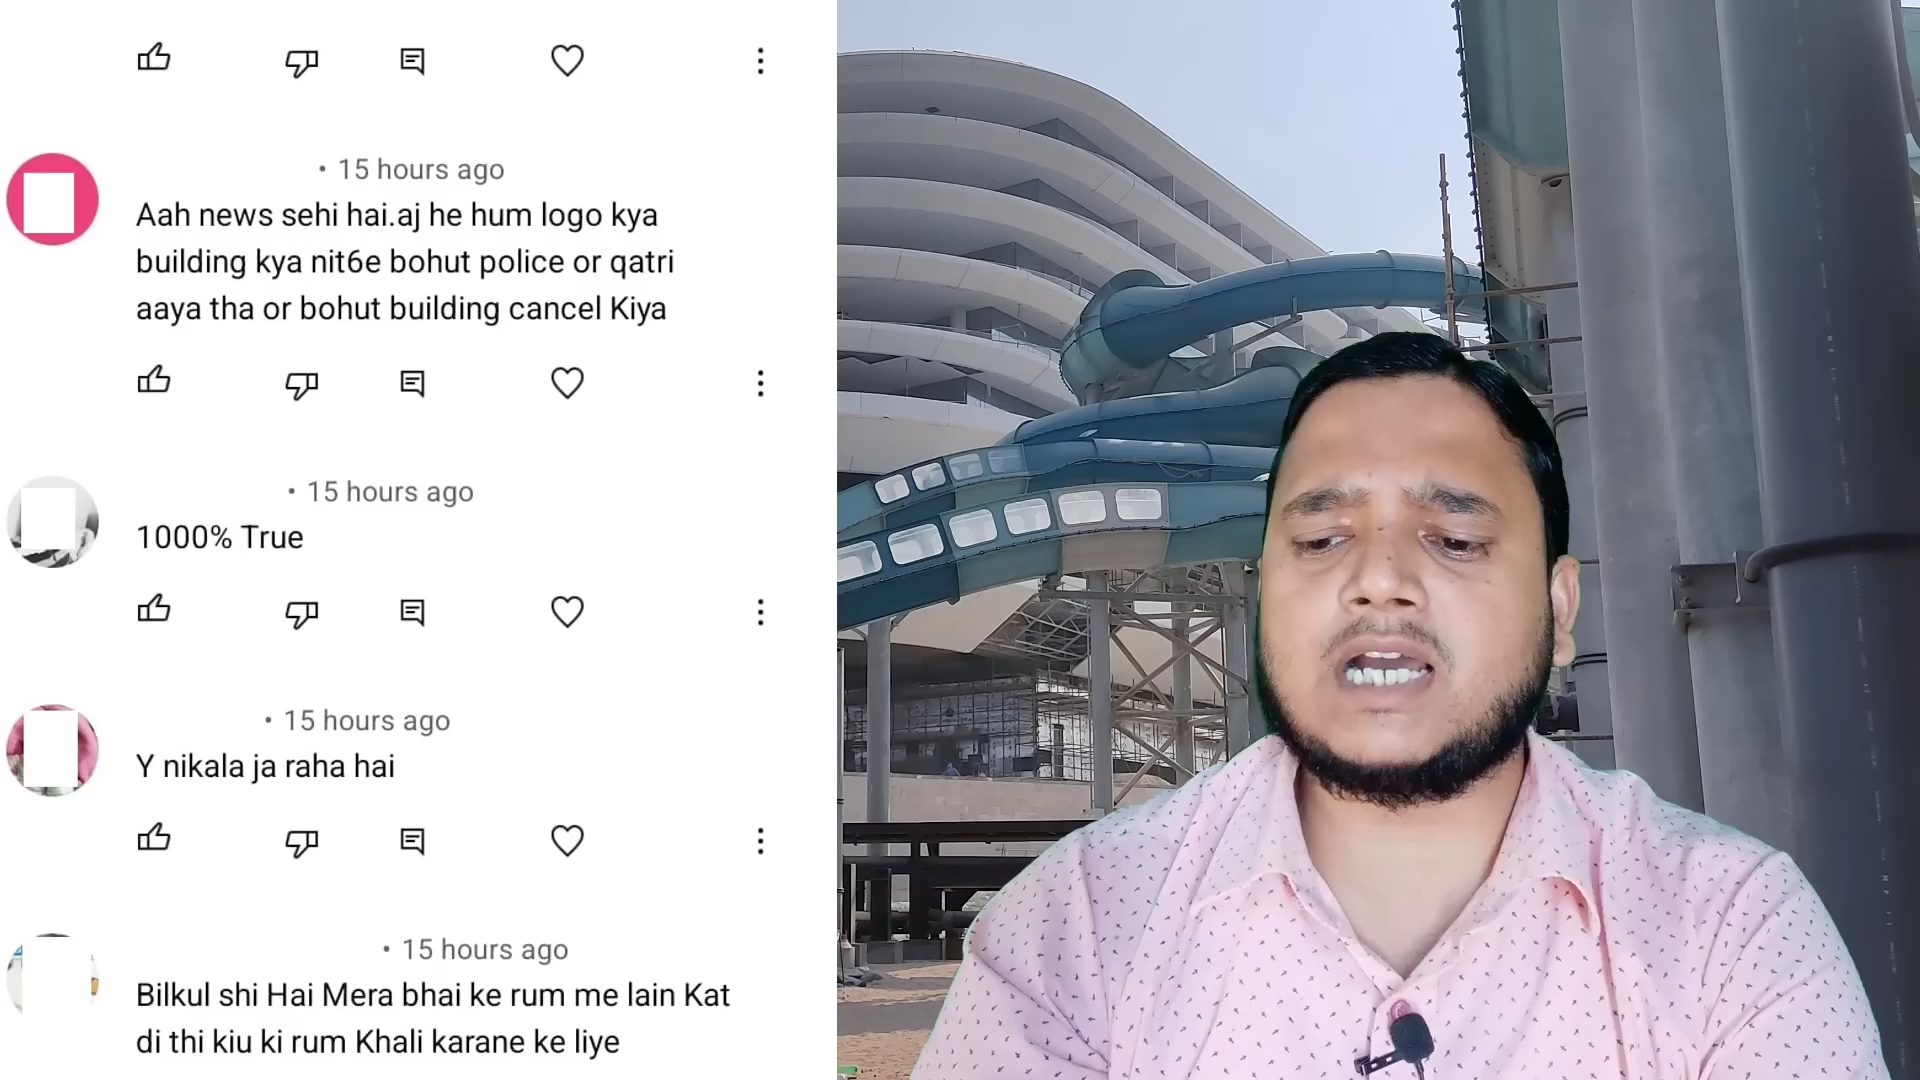 • 15 hours ago
Aah news sehi hai.aj he hum logo kya
building kya nit6e bohut police or qatri
aaya tha or bohut building cancel Kiya
• 15 hours ago
1000% True
• 15 hours ago
Y nikala ja raha hai
• 15 hours ago
Bilkul shi Hai Mera bhai ke rum me lain Kat
di thi kiu ki rum Khali karane ke liye